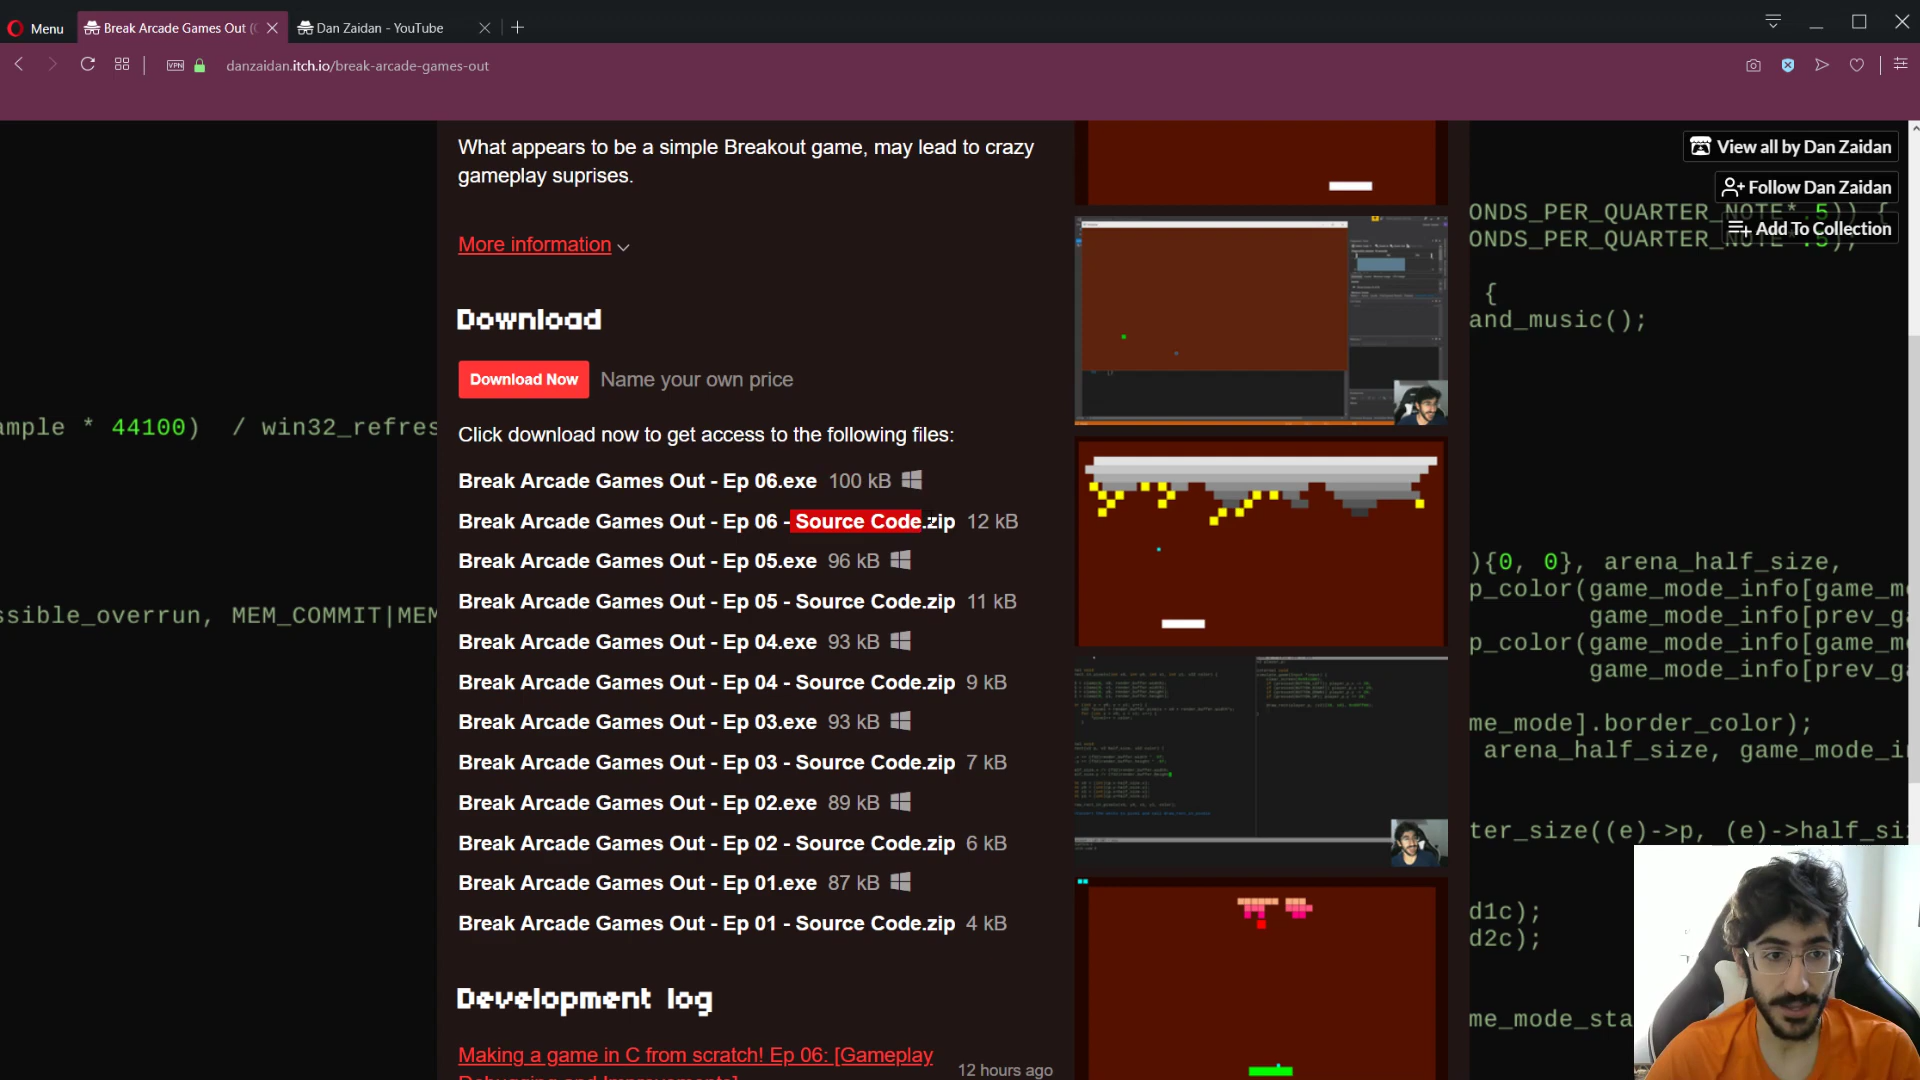 Menu
Break Arcade Games Out (
Dan Zaidan - YouTube
VPN
danzaidan.itch.io/break-arcade-games-out
What appears to be a simple Breakout game, may lead to crazy
gameplay suprises.
More information
Download
Download Now
Name your own price
Click download now to get access to the following files:
Break Arcade Games Out - Ep 06.exe 100 kB
Break Arcade Games Out - Ep 06 - Source Code.zip 12 kB
Break Arcade Games Out - Ep 05.exe 96 kB
Break Arcade Games Out - Ep 05 - Source Code.zip 11 kB
Break Arcade Games Out - Ep 04.exe 93 kB
Break Arcade Games Out - Ep 04 - Source Code.zip 9 kB
Break Arcade Games Out - Ep 03.exe 93 kB
Break Arcade Games Out - Ep 03 - Source Code.zip 7 kB
Break Arcade Games Out - Ep 02.exe 89 kB
Break Arcade Games Out - Ep 02 - Source Code.zip 6 kB
Break Arcade Games Out - Ep 01.exe 87 kB
Break Arcade Games Out - Ep 01 - Source Code.zip 4 kB
Development log
Making a game in C from scratch! Ep 06: [Gameplay
Debugging and Improvements]
12 hours ago
View all by Dan Zaidan
Follow Dan Zaidan
Add To Collection
ample * 44100) / win32_refres
ssible_overrun, MEM_COMMIT|MEM
ONDS_PER_QUARTER_NOTE*.5)) {
ONDS_PER_QUARTER_NOTE*.5);
{
and_music();
){0, 0}, arena_half_size,
p_color(game_mode_info[game_m
game_mode_info[prev_ga
p_color(game_mode_info[game_m
game_mode_info[prev_ga
me_mode].border_color);
arena_half_size, game_mode_i
ter_size((e)->p, (e)->half_si
d1c);
d2c);
me_mode_sta